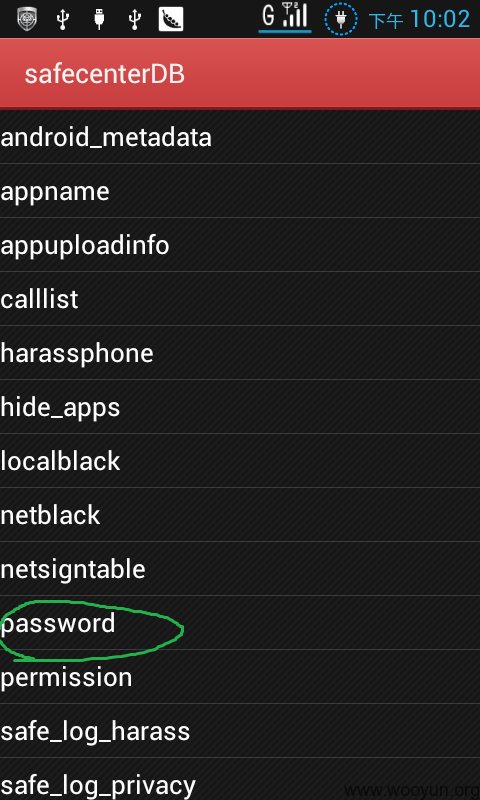 G 下午 10:02
safecenterDB
android_metadata
appname
appuploadinfo
calllist
harassphone
hide_apps
localblack
netblack
netsigntable
password
permission
safe_log_harass
safe_log_privacy
www.wooyun.org